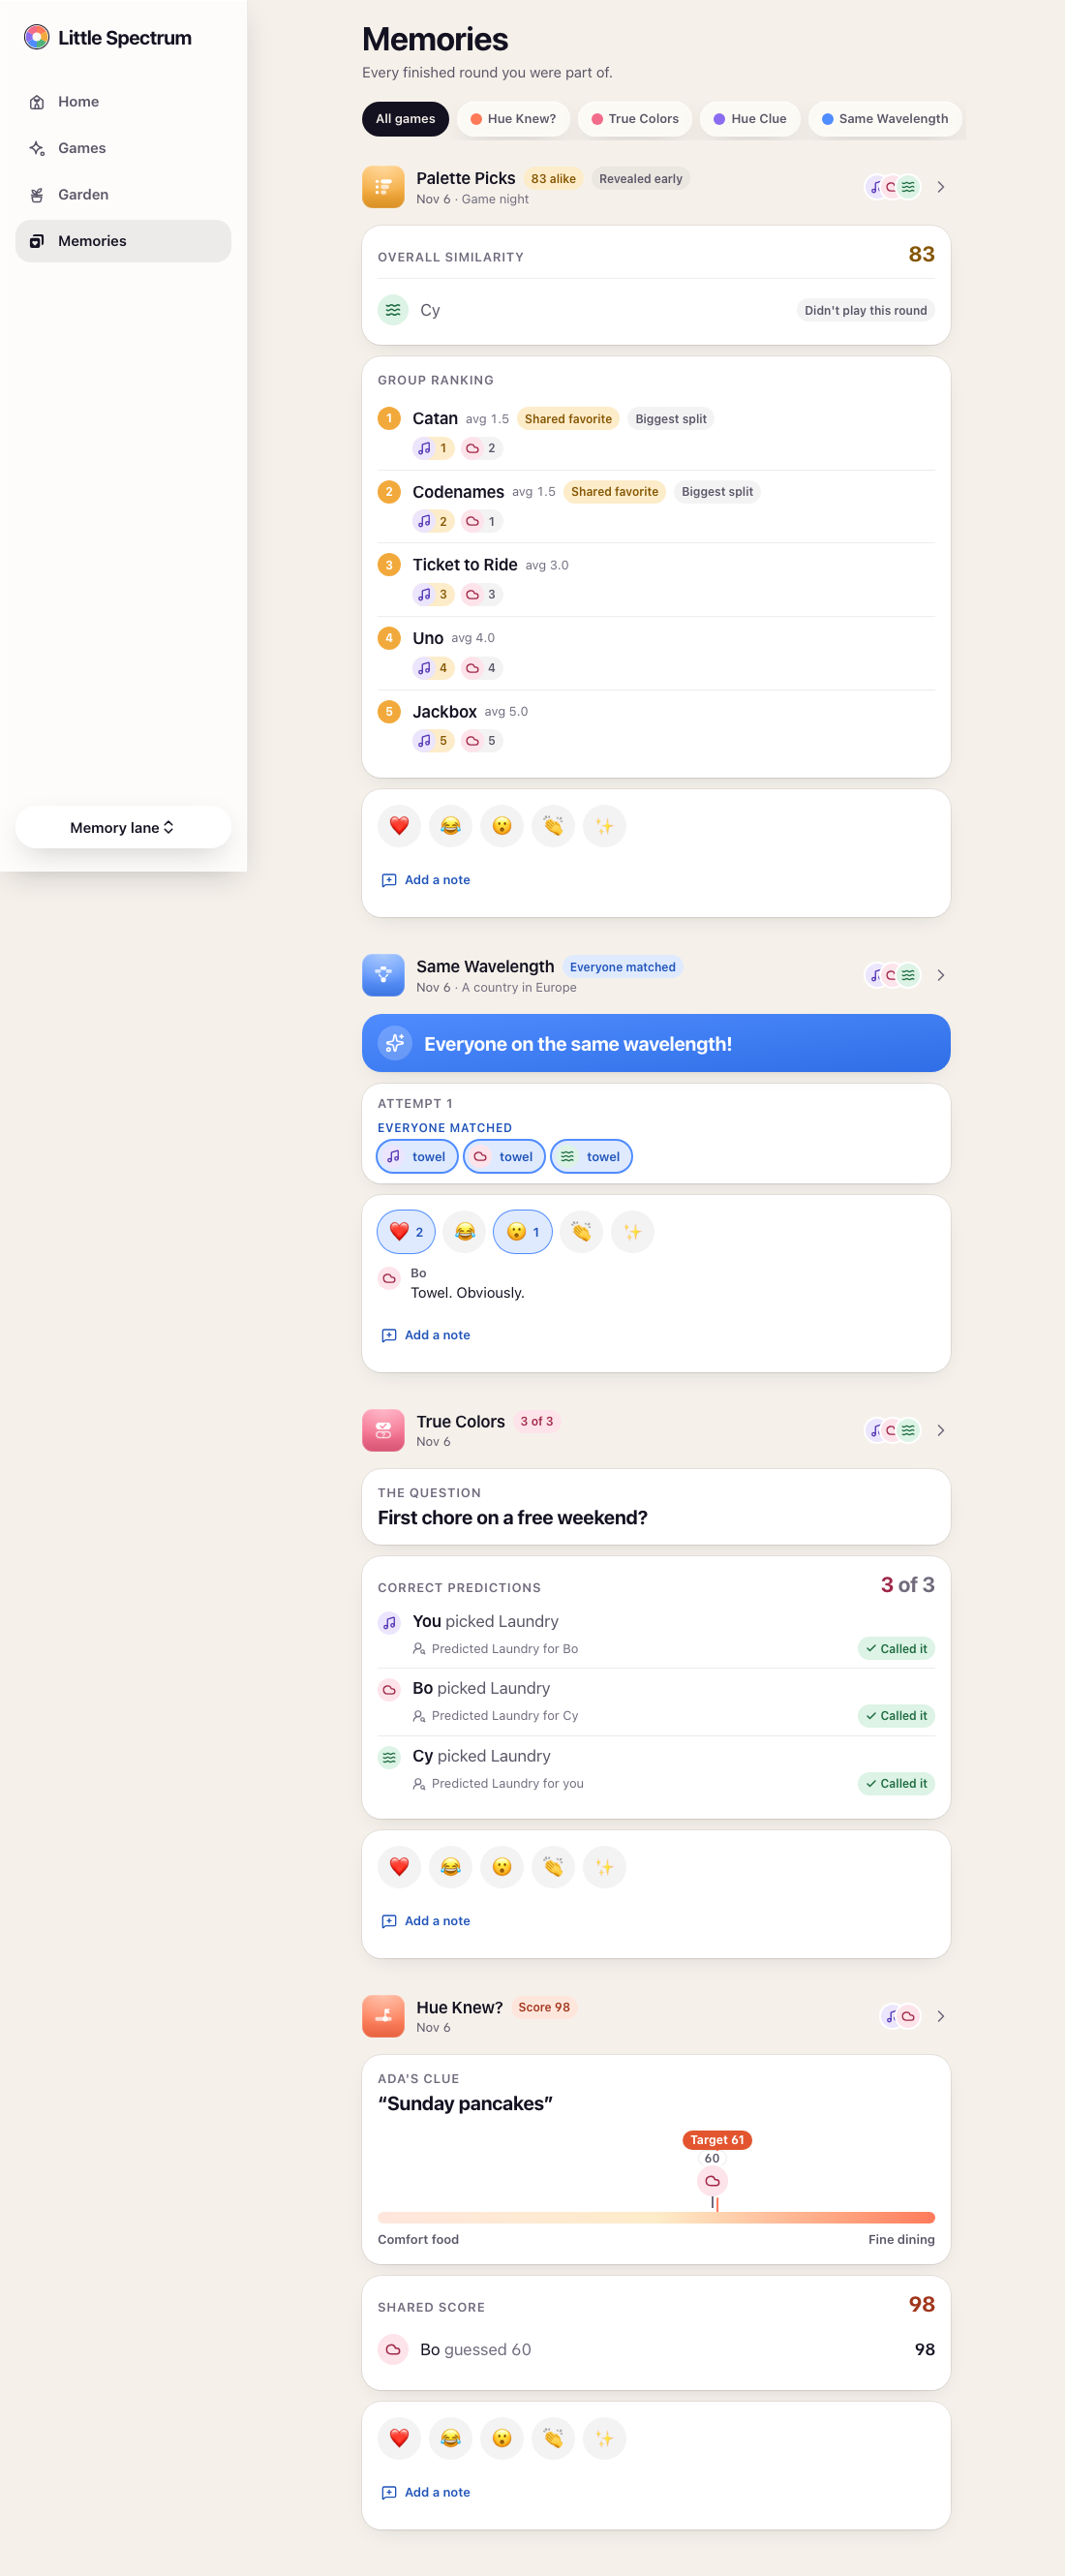 Little Spectrum
Home
Games
Garden
Memories
Memory lane
Memories
Every finished round you were part of.
All games
Hue Knew?
True Colors
Hue Clue
Same Wavelength
Palette Picks 83 alike Revealed early
Nov 6 · Game night
OVERALL SIMILARITY 83
Cy Didn't play this round
GROUP RANKING
1 Catan avg 1.5 Shared favorite Biggest split
1 2
2 Codenames avg 1.5 Shared favorite Biggest split
2 1
3 Ticket to Ride avg 3.0
3 3
4 Uno avg 4.0
4 4
5 Jackbox avg 5.0
5 5
Add a note
Same Wavelength Everyone matched
Nov 6 · A country in Europe
Everyone on the same wavelength!
ATTEMPT 1
EVERYONE MATCHED
towel towel towel
2 1
Bo
Towel. Obviously.
Add a note
True Colors 3 of 3
Nov 6
THE QUESTION
First chore on a free weekend?
CORRECT PREDICTIONS 3 of 3
You picked Laundry
Predicted Laundry for Bo Called it
Bo picked Laundry
Predicted Laundry for Cy Called it
Cy picked Laundry
Predicted Laundry for you Called it
Add a note
Hue Knew? Score 98
Nov 6
ADA'S CLUE
“Sunday pancakes”
Target 61
60
Comfort food Fine dining
SHARED SCORE 98
Bo guessed 60 98
Add a note